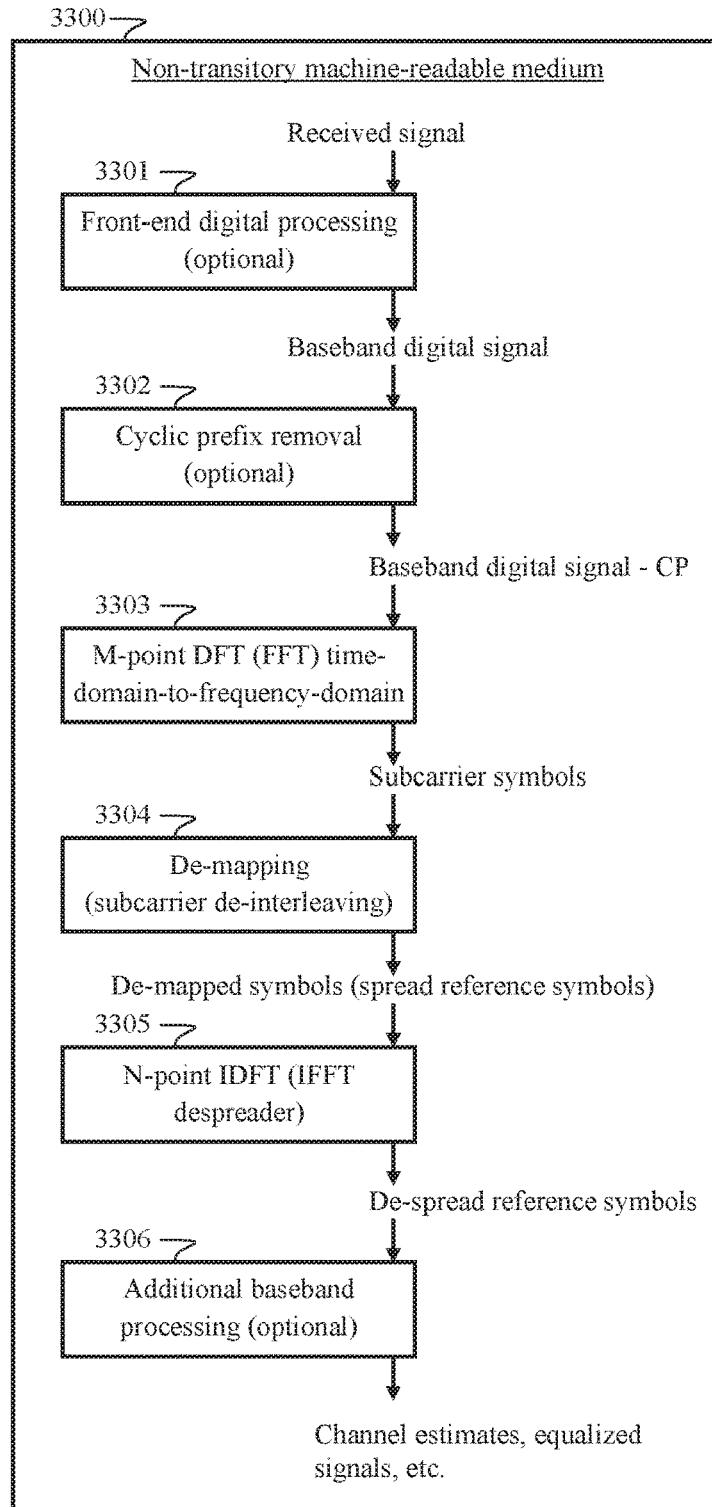 3300
Non-transitory machine-readable medium
Received signal
3301
Front-end digital processing
(optional)
Baseband digital signal
3302
Cyclic prefix removal
(optional)
Baseband digital signal - CP
3303
M-point DFT (FFT) time-
domain-to-frequency-domain
Subcarrier symbols
3304
De-mapping
(subcarrier de-interleaving)
De-mapped symbols (spread reference symbols)
3305
N-point IDFT (IFFT
despreader)
De-spread reference symbols
3306
Additional baseband
processing (optional)
Channel estimates, equalized
signals, etc.